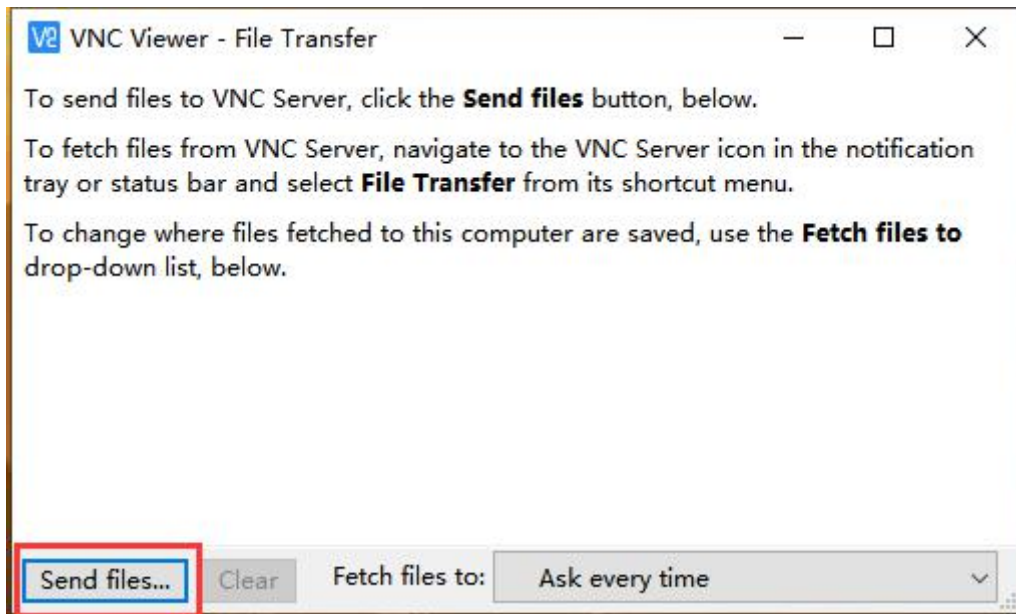 V2 VNC Viewer - File Transfer
To send files to VNC Server, click the Send files button, below.
To fetch files from VNC Server, navigate to the VNC Server icon in the notification
tray or status bar and select File Transfer from its shortcut menu.
To change where files fetched to this computer are saved, use the Fetch files to
drop-down list, below.
Send files... Clear Fetch files to: Ask every time